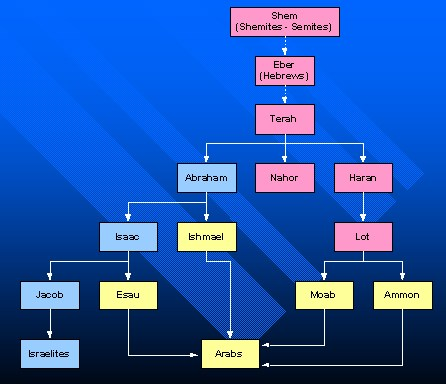 Shem
(Shemites - Semites)
Eber
(Hebrews)
Terah
Abraham
Nahor
Haran
Isaac
Ishmael
Lot
Jacob
Esau
Moab
Ammon
Israelites
Arabs